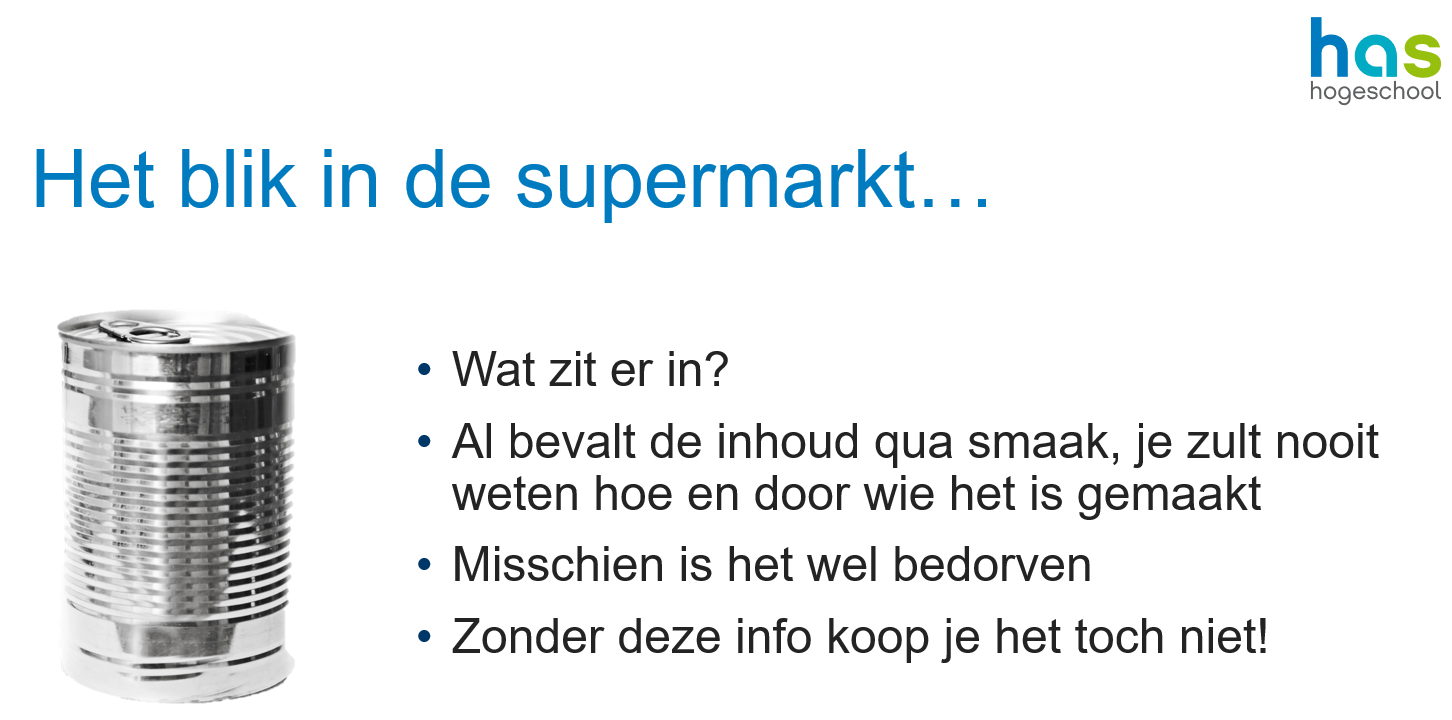 has
hogeschool
Het blik in de supermarkt…
• Wat zit er in?
• Al bevalt de inhoud qua smaak, je zult nooit
weten hoe en door wie het is gemaakt
• Misschien is het wel bedorven
• Zonder deze info koop je het toch niet!